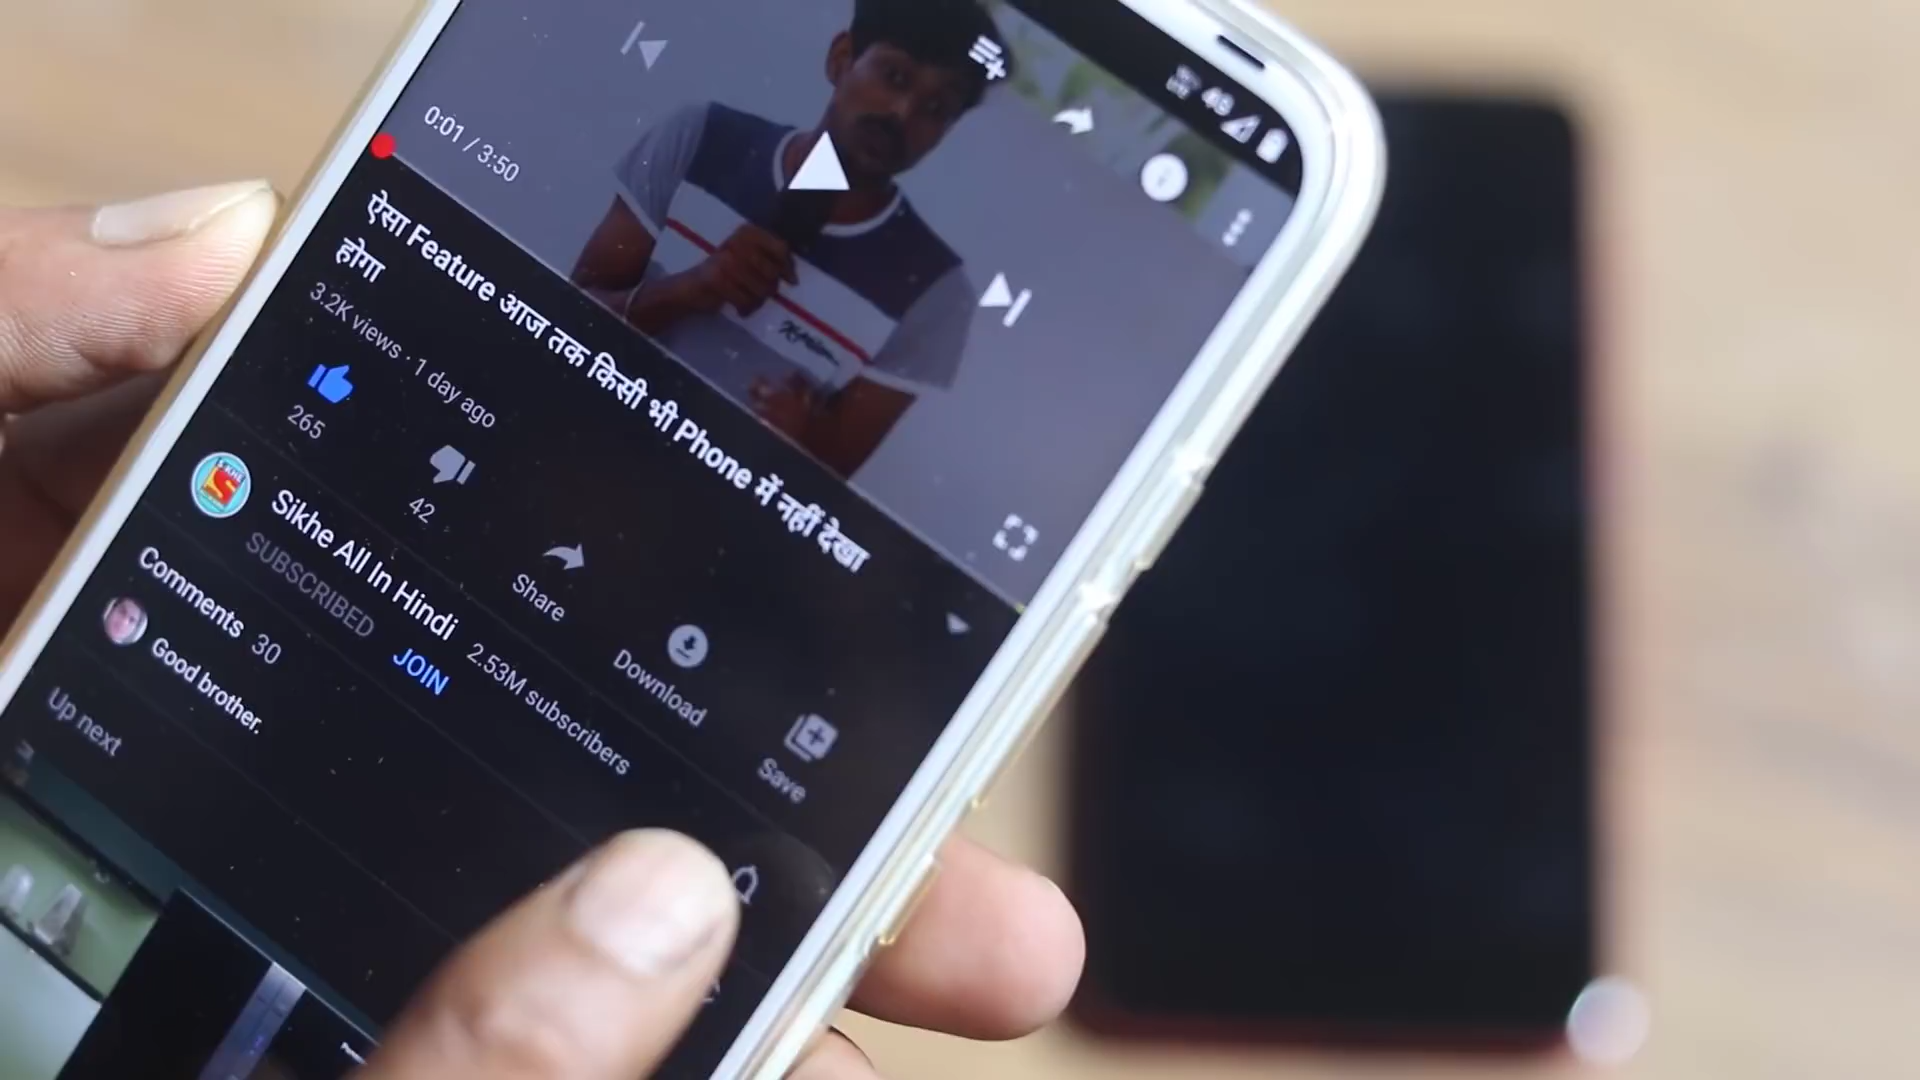 4G
0:01 / 3:50
ऐसा Feature आज तक किसी भी Phone में नहीं देखा
होगा
3.2K views · 1 day ago
265
42
Share
Download
Save
Sikhe All In Hindi
2.53M subscribers
SUBSCRIBED
JOIN
Comments 30
Good brother.
Up next